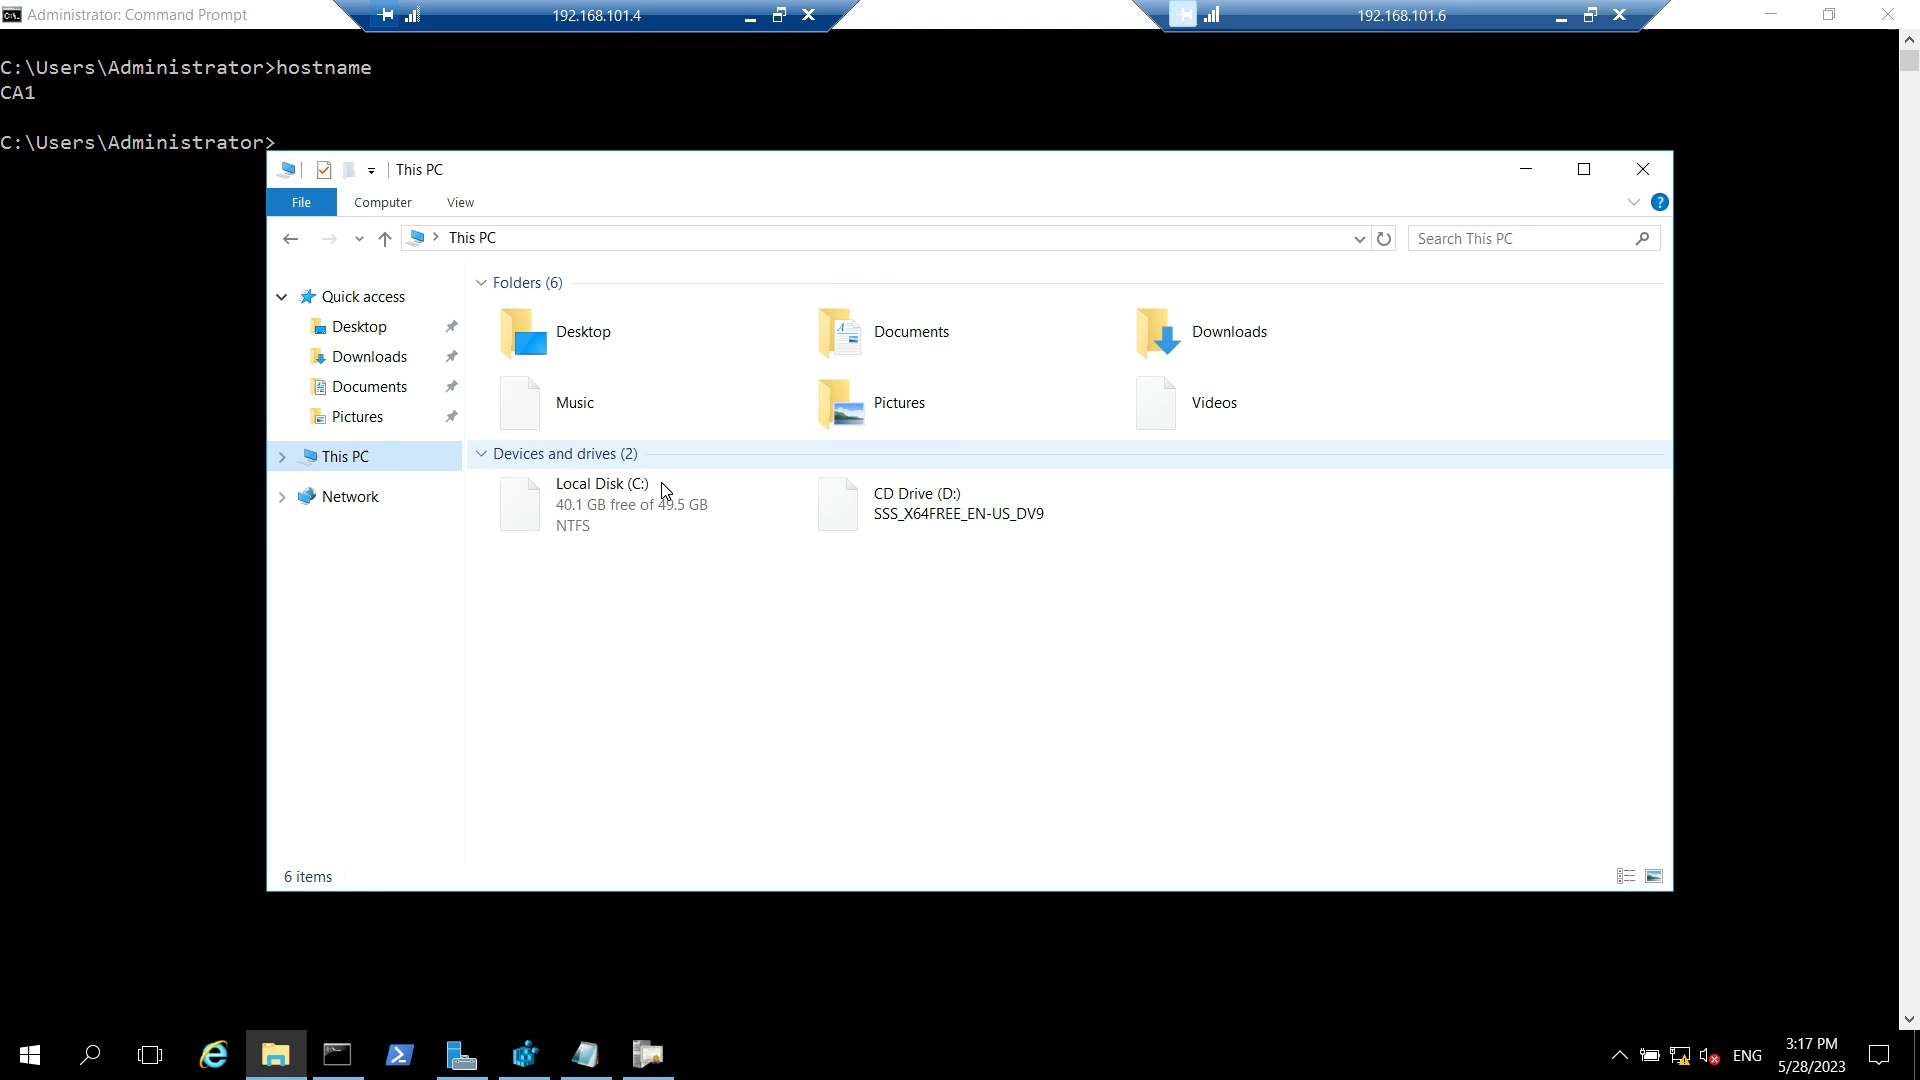 Administrator: Command Prompt
192.168.101.4
192.168.101.6
C:\Users\Administrator>hostname
CA1
C:\Users\Administrator>
This PC
File
Computer
View
?
This PC
Search This PC
Quick access
Desktop
Downloads
Documents
Pictures
This PC
Network
Folders (6)
Desktop
Documents
Downloads
Music
Pictures
Videos
Devices and drives (2)
Local Disk (C:)
40.1 GB free of 49.5 GB
NTFS
CD Drive (D:)
SSS_X64FREE_EN-US_DV9
6 items
ENG
3:17 PM
5/28/2023